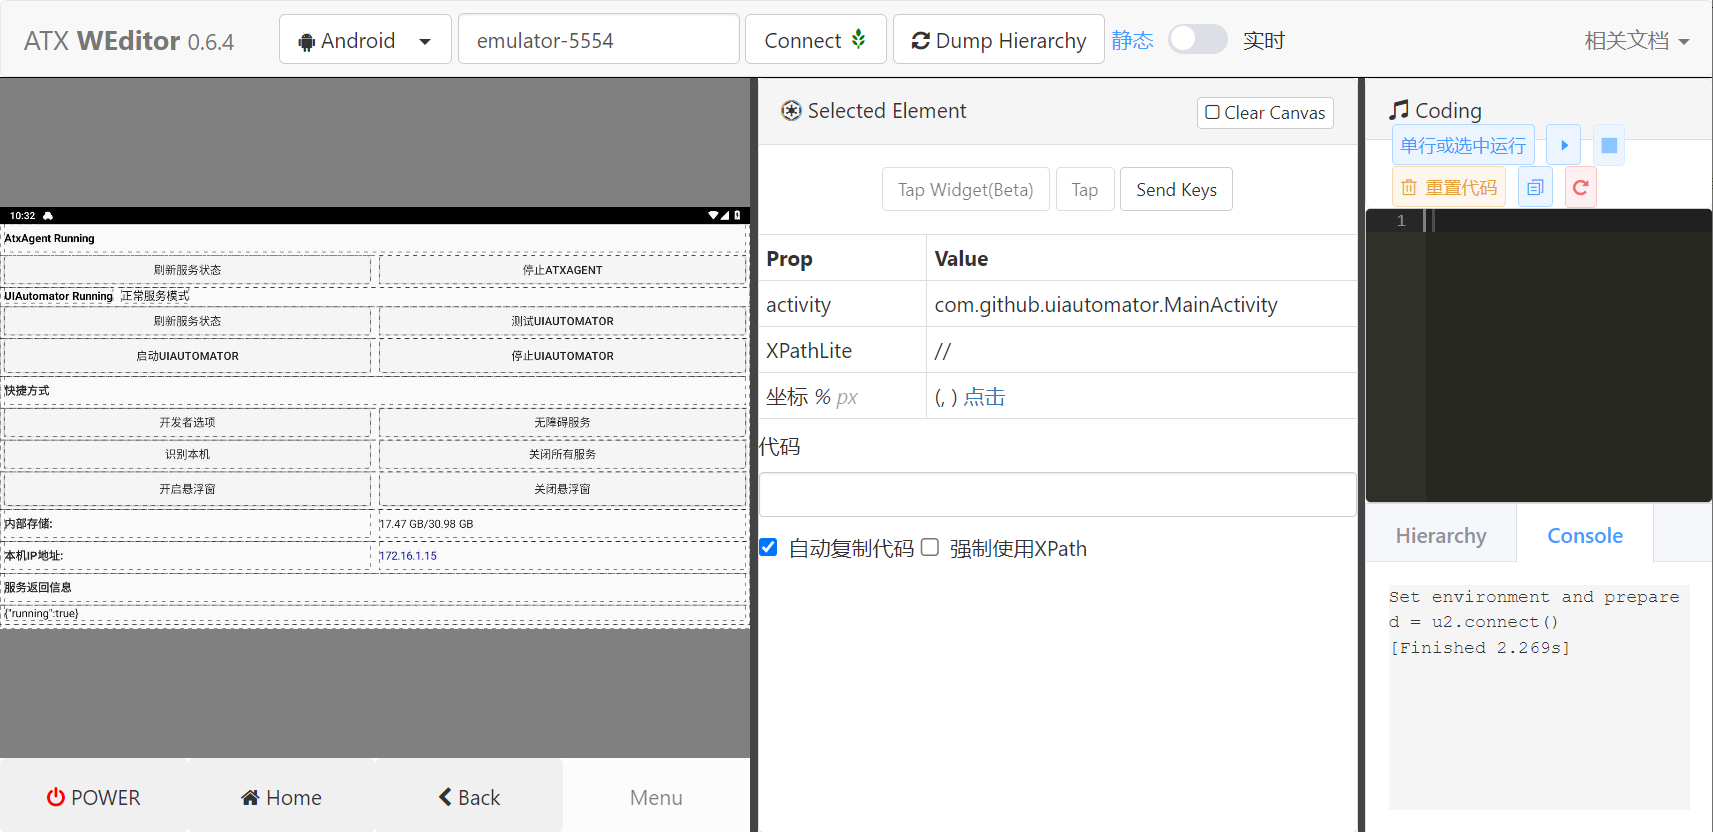 ATX WEditor 0.6.4
Android
emulator-5554
Connect
Dump Hierarchy
静态
实时
相关文档
10:32
AtxAgent Running
刷新服务状态
停止ATXAGENT
UIAutomator Running 正常服务模式
刷新服务状态
测试UIAUTOMATOR
启动UIAUTOMATOR
停止UIAUTOMATOR
快捷方式
开发者选项
无障碍服务
识别本机
关闭所有服务
开启悬浮窗
关闭悬浮窗
内部存储:
17.47 GB/30.98 GB
本机IP地址:
172.16.1.15
服务返回信息
{"running":true}
POWER
Home
Back
Menu
Selected Element
Clear Canvas
Tap Widget(Beta)
Tap
Send Keys
Prop
Value
activity
com.github.uiautomator.MainActivity
XPathLite
//
坐标 % px
(, ) 点击
代码
自动复制代码
强制使用XPath
Coding
单行或选中运行
重置代码
1
Hierarchy
Console
Set environment and prepare
d = u2.connect()
[Finished 2.269s]